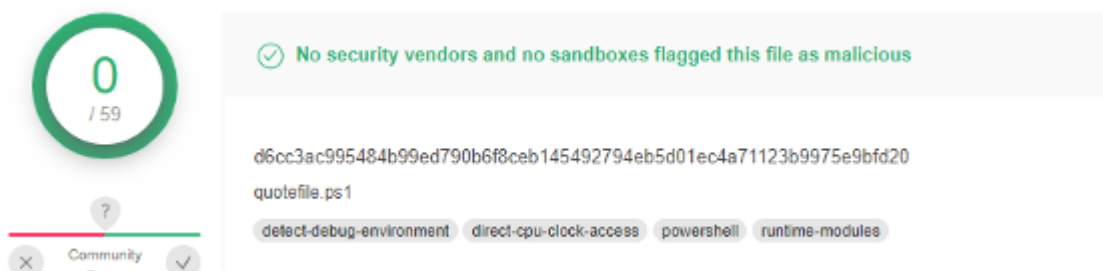 0
/ 59
No security vendors and no sandboxes flagged this file as malicious
d6cc3ac995484b99ed790b6f8ceb145492794eb5d01ec4a71123b9975e9bfd20
quotefile.ps1
detect-debug-environment direct-cpu-clock-access powershell runtime-modules
?
Community